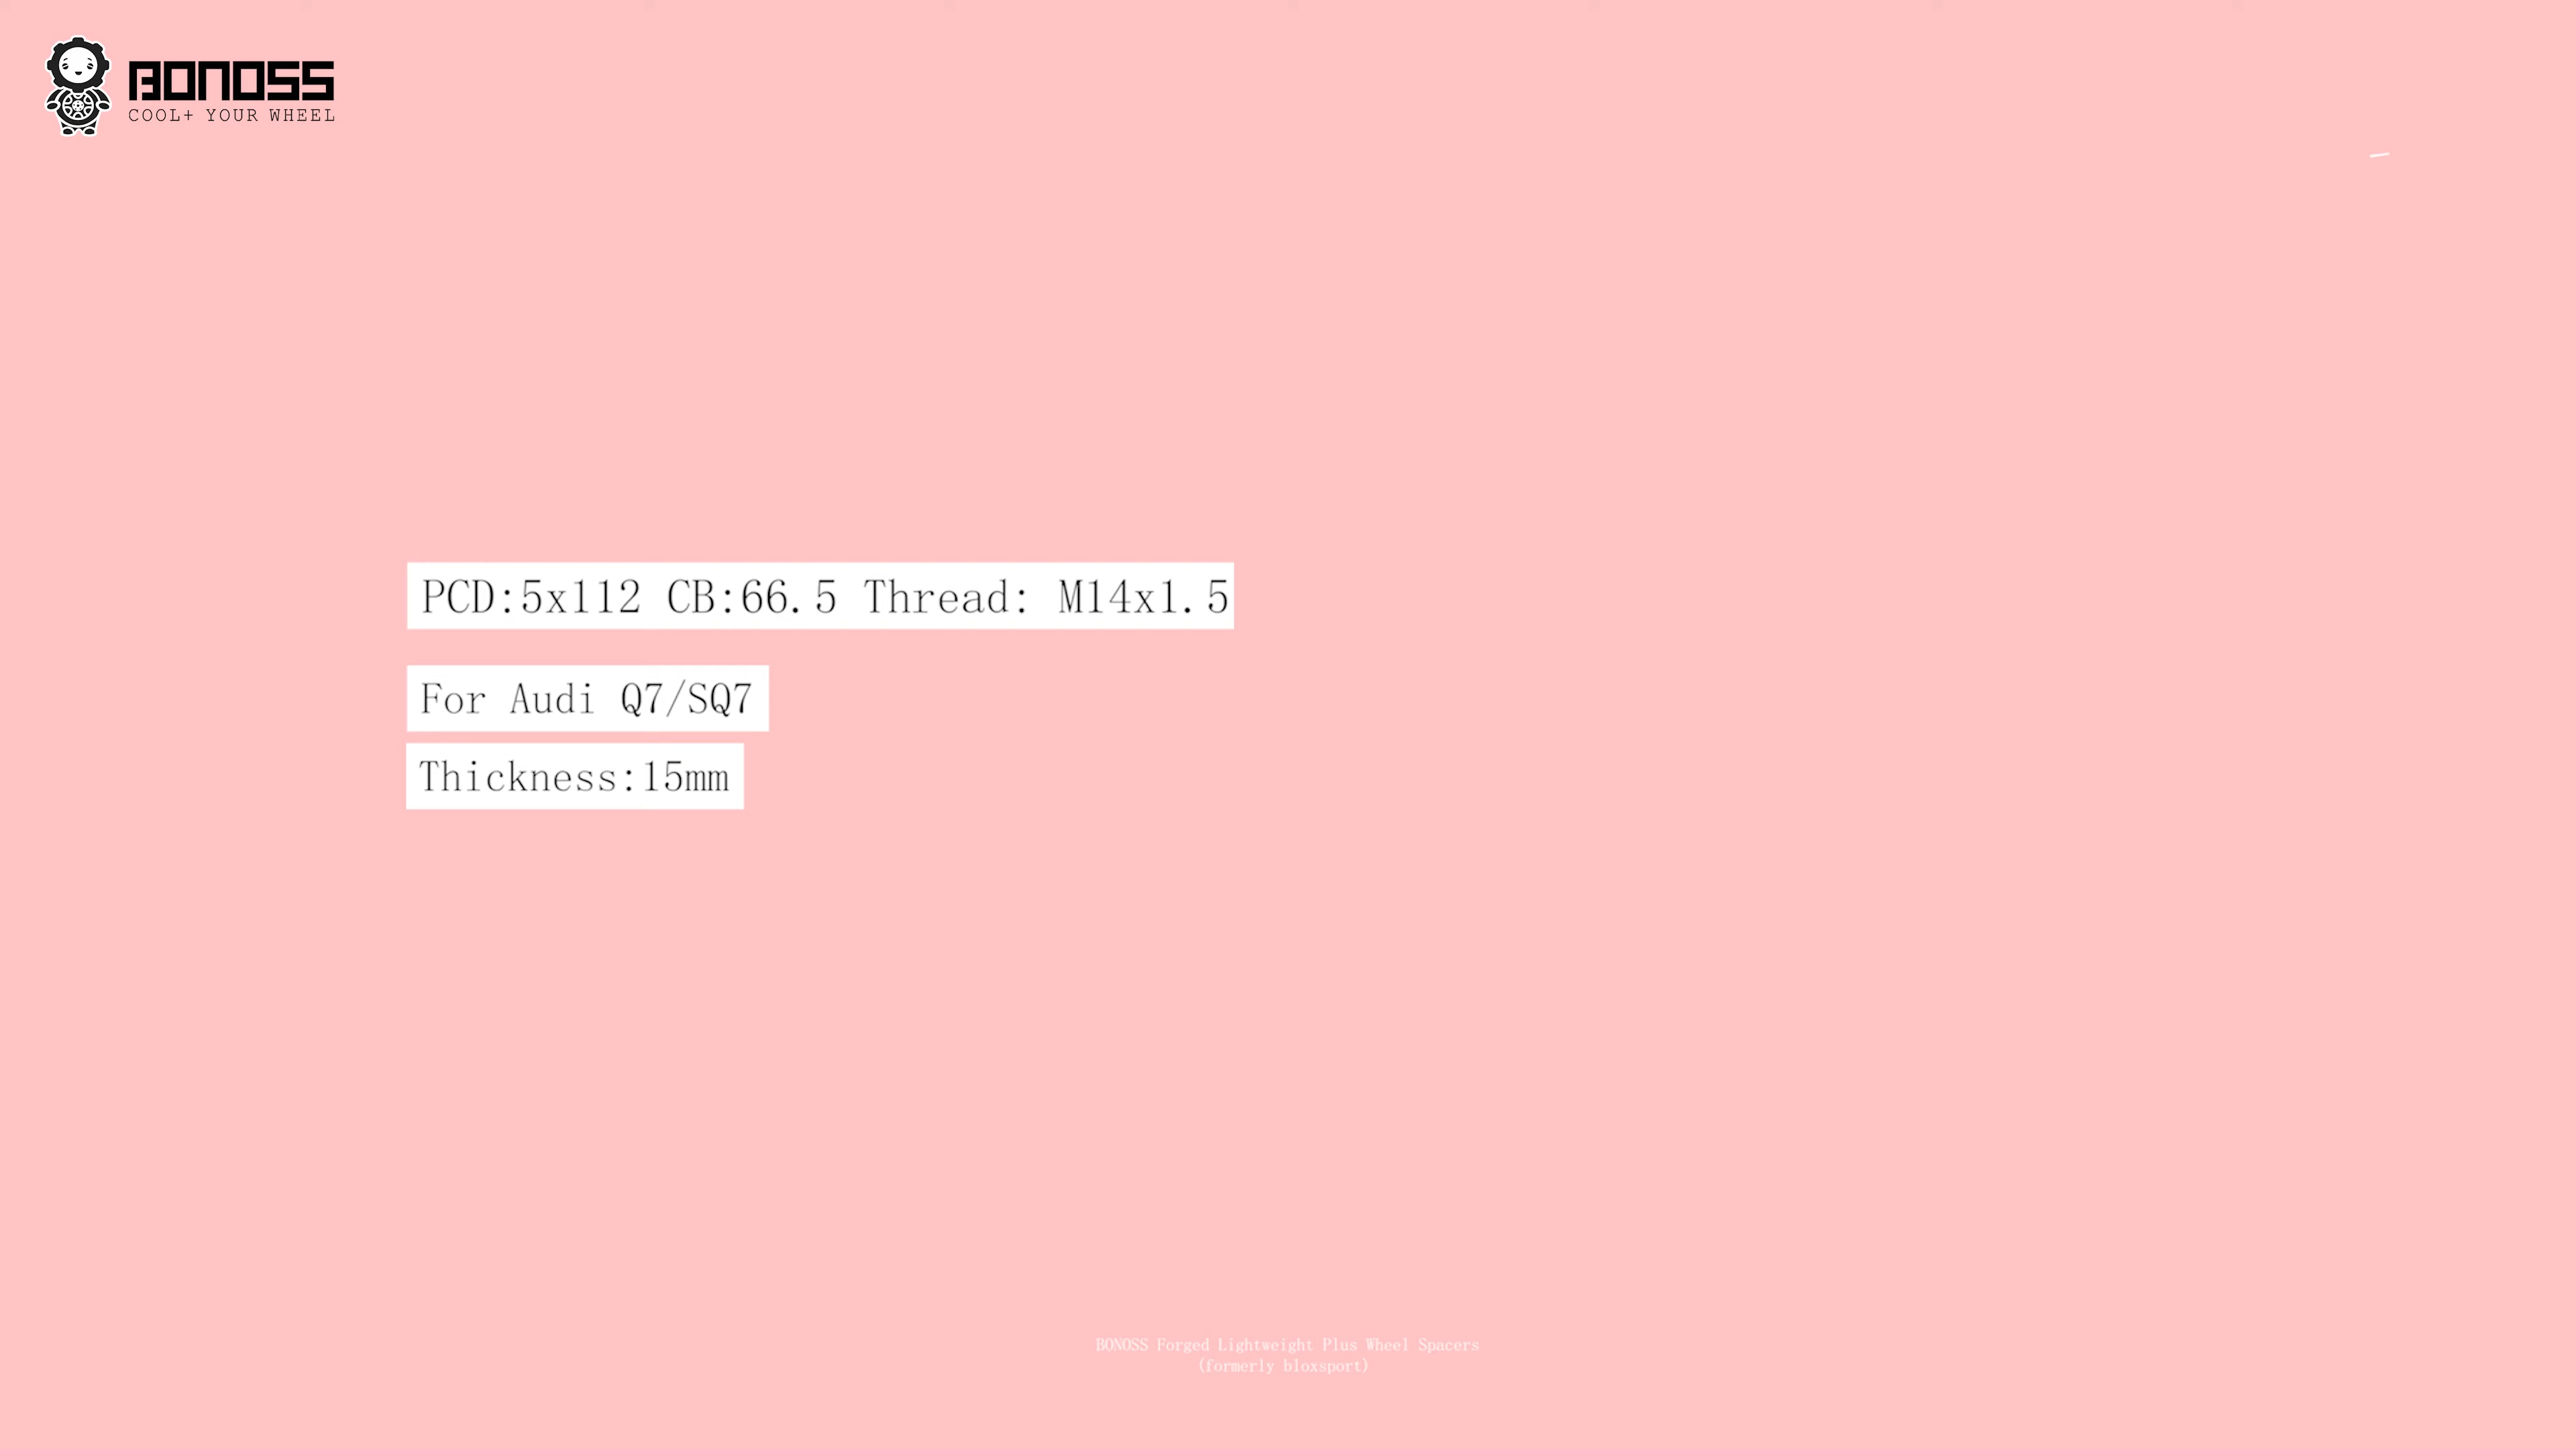 BONOSS
COOL+ YOUR WHEEL
PCD:5x112 CB:66.5 Thread: M14x1.5
For Audi Q7/SQ7
Thickness:15mm
BONOSS Forged Lightweight Plus Wheel Spacers
(formerly bloxsport)